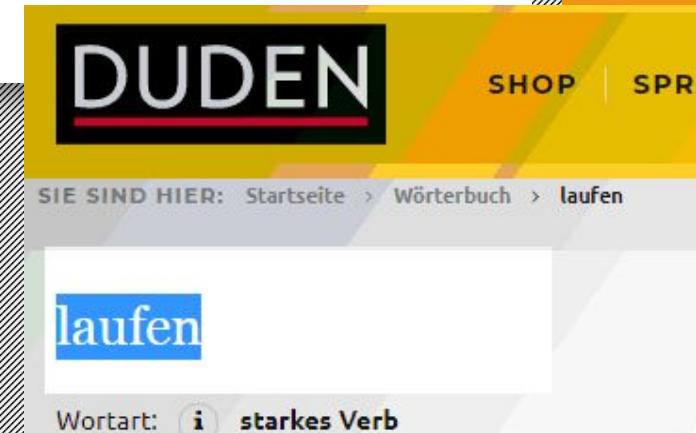 DUDEN SHOP SPR
SIE SIND HIER: Startseite > Wörterbuch > laufen
laufen
Wortart: i starkes Verb